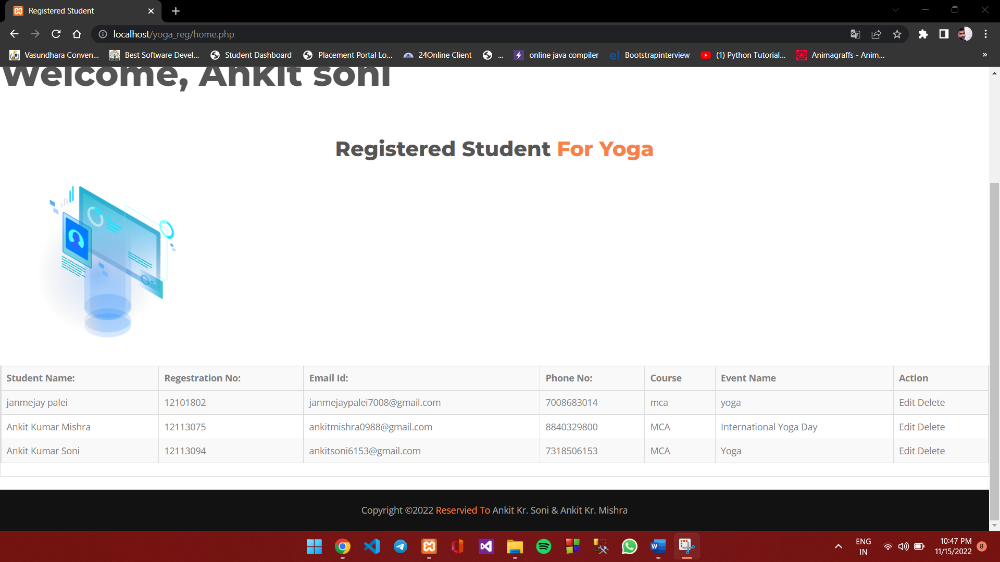 Registered Student
localhost/yoga_reg/home.php
Vasundhara Conven... Best Software Devel... Student Dashboard Placement Portal Lo... 24Online Client ... online java compiler Bootstrapinterview (1) Python Tutorial... Animagraffs - Anim... »
Welcome, Ankit soni
Registered Student For Yoga
Student Name: Regestration No: Email Id: Phone No: Course Event Name Action
janmejay palei 12101802 janmejaypalei7008@gmail.com 7008683014 mca yoga Edit Delete
Ankit Kumar Mishra 12113075 ankitmishra0988@gmail.com 8840329800 MCA International Yoga Day Edit Delete
Ankit Kumar Soni 12113094 ankitsoni6153@gmail.com 7318506153 MCA Yoga Edit Delete
Copyright ©2022 Reservied To Ankit Kr. Soni & Ankit Kr. Mishra
ENG
IN
10:47 PM
11/15/2022
8